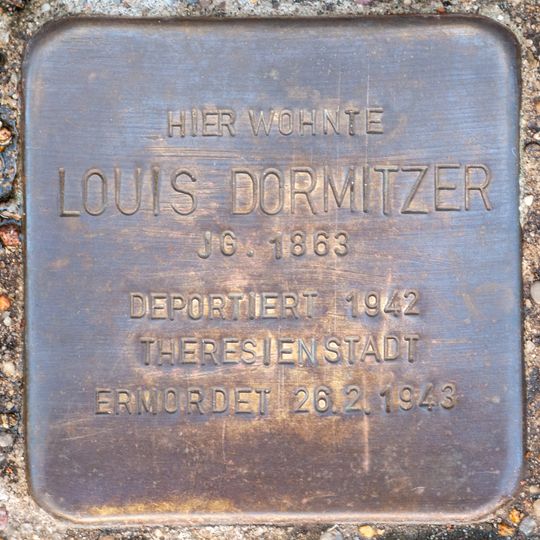 HIER WOHNTE
LOUIS DORMITZER
JG. 1863
DEPORTIERT 1942
THERESIENSTADT
ERMORDET 26.2.1943